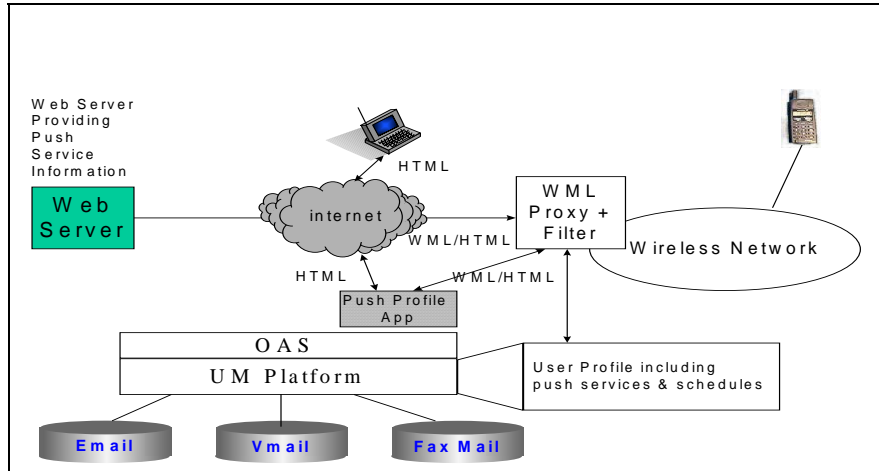 Web Server
Providing
Push
Service
Information
Web
Server
HTML
internet
WML/HTML
HTML
WML/HTML
WML
Proxy +
Filter
Wireless Network
Push Profile
App
OAS
UM Platform
User Profile including
push services & schedules
Email
Vmail
Fax Mail